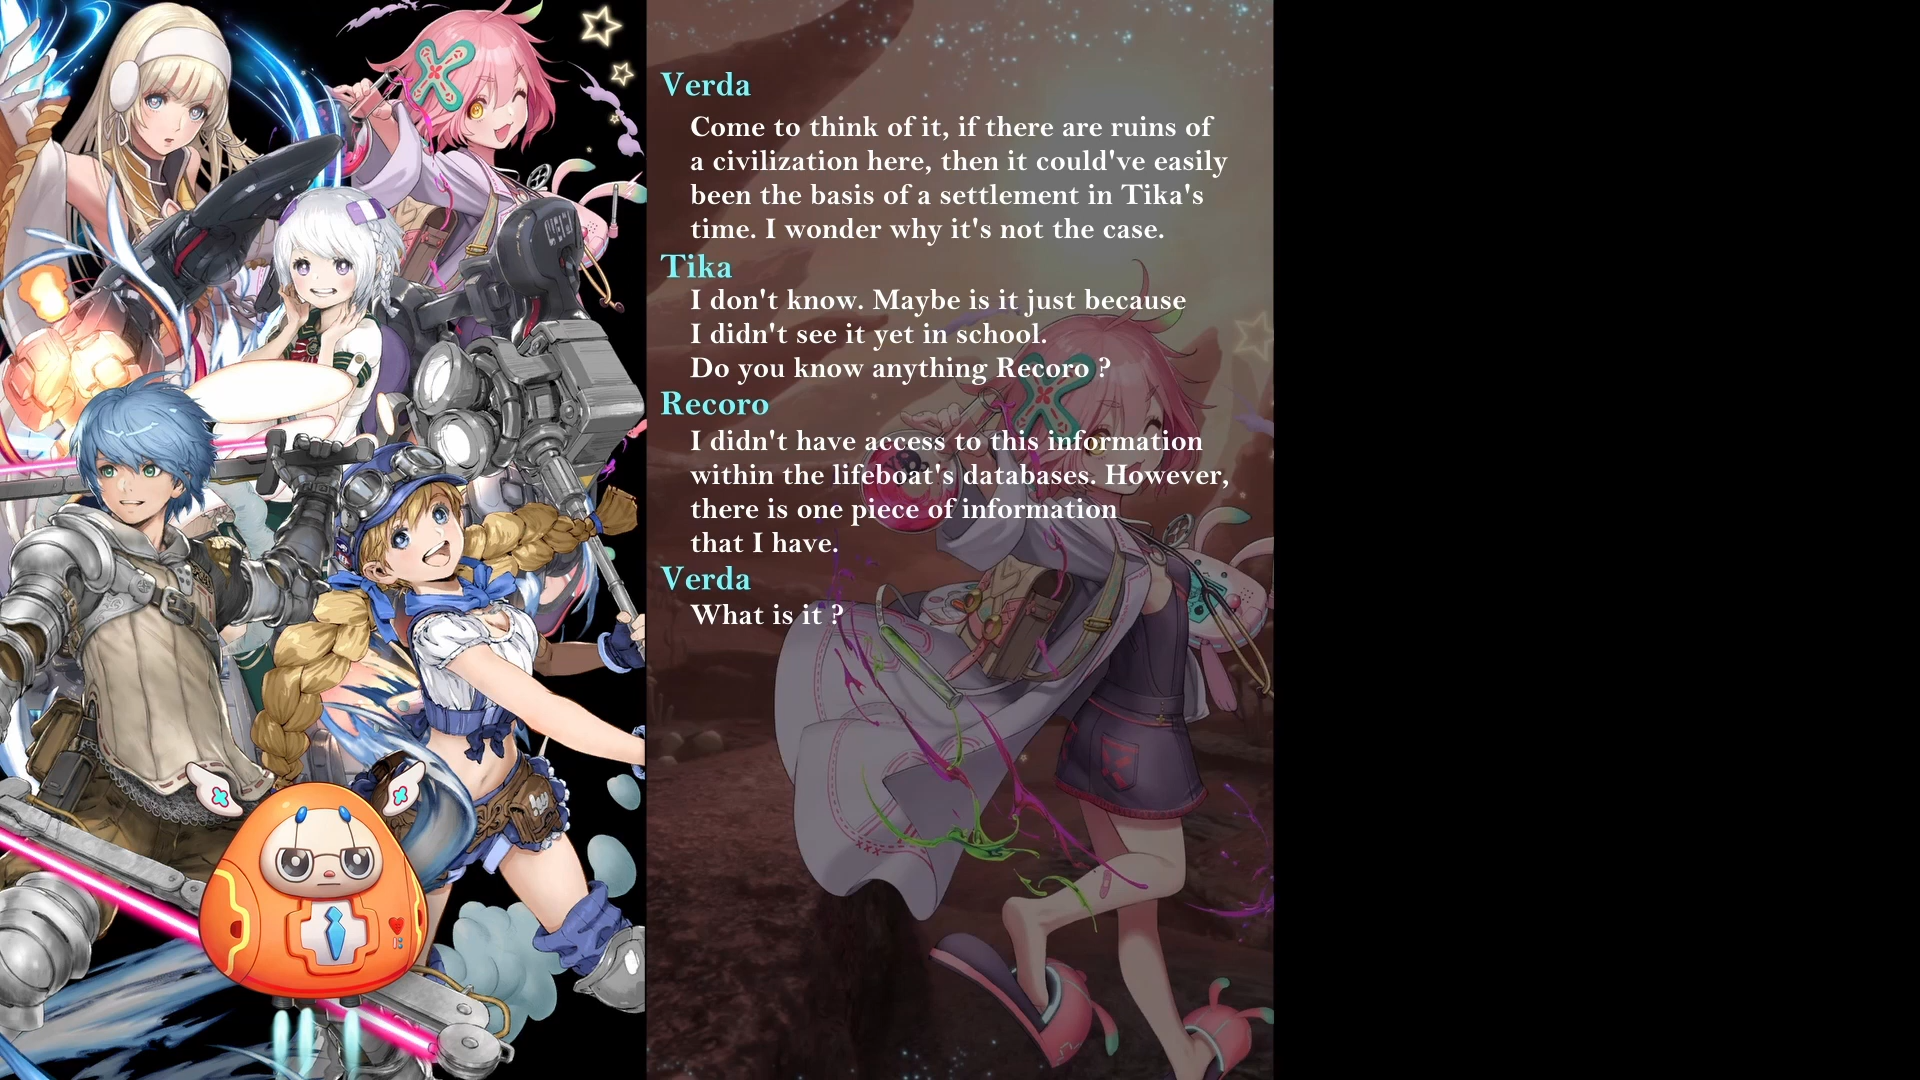 Verda
Come to think of it, if there are ruins of
a civilization here, then it could've easily
been the basis of a settlement in Tika's
time. I wonder why it's not the case.
Tika
I don't know. Maybe is it just because
I didn't see it yet in school.
Do you know anything Recoro ?
Recoro
I didn't have access to this information
within the lifeboat's databases. However,
there is one piece of information
that I have.
Verda
What is it ?